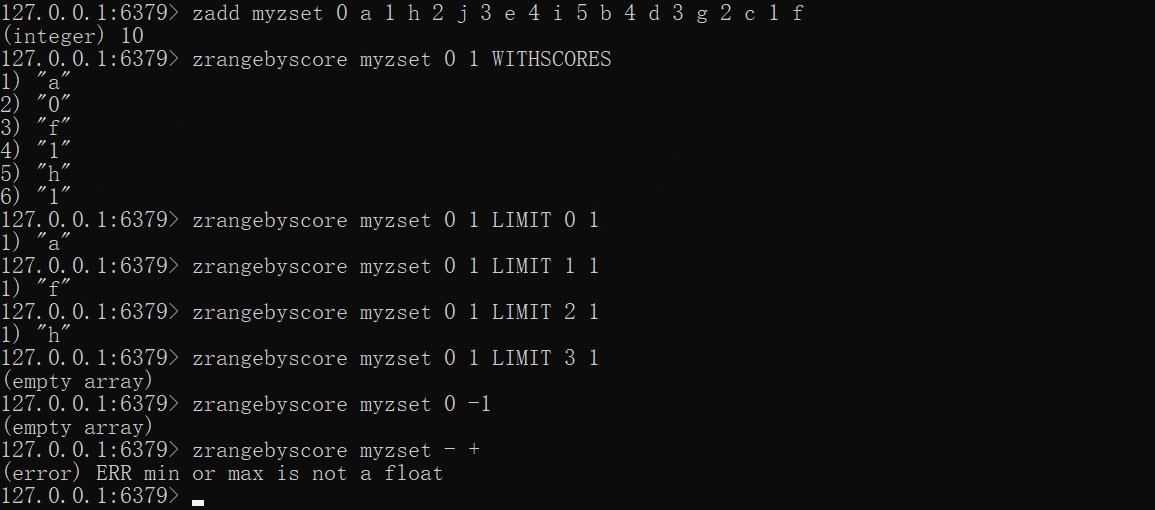 127.0.0.1:6379> zadd myzset 0 a 1 h 2 j 3 e 4 i 5 b 4 d 3 g 2 c 1 f
(integer) 10
127.0.0.1:6379> zrangebyscore myzset 0 1 WITHSCORES
1) "a"
2) "0"
3) "f"
4) "1"
5) "h"
6) "1"
127.0.0.1:6379> zrangebyscore myzset 0 1 LIMIT 0 1
1) "a"
127.0.0.1:6379> zrangebyscore myzset 0 1 LIMIT 1 1
1) "f"
127.0.0.1:6379> zrangebyscore myzset 0 1 LIMIT 2 1
1) "h"
127.0.0.1:6379> zrangebyscore myzset 0 1 LIMIT 3 1
(empty array)
127.0.0.1:6379> zrangebyscore myzset 0 -1
(empty array)
127.0.0.1:6379> zrangebyscore myzset - +
(error) ERR min or max is not a float
127.0.0.1:6379>